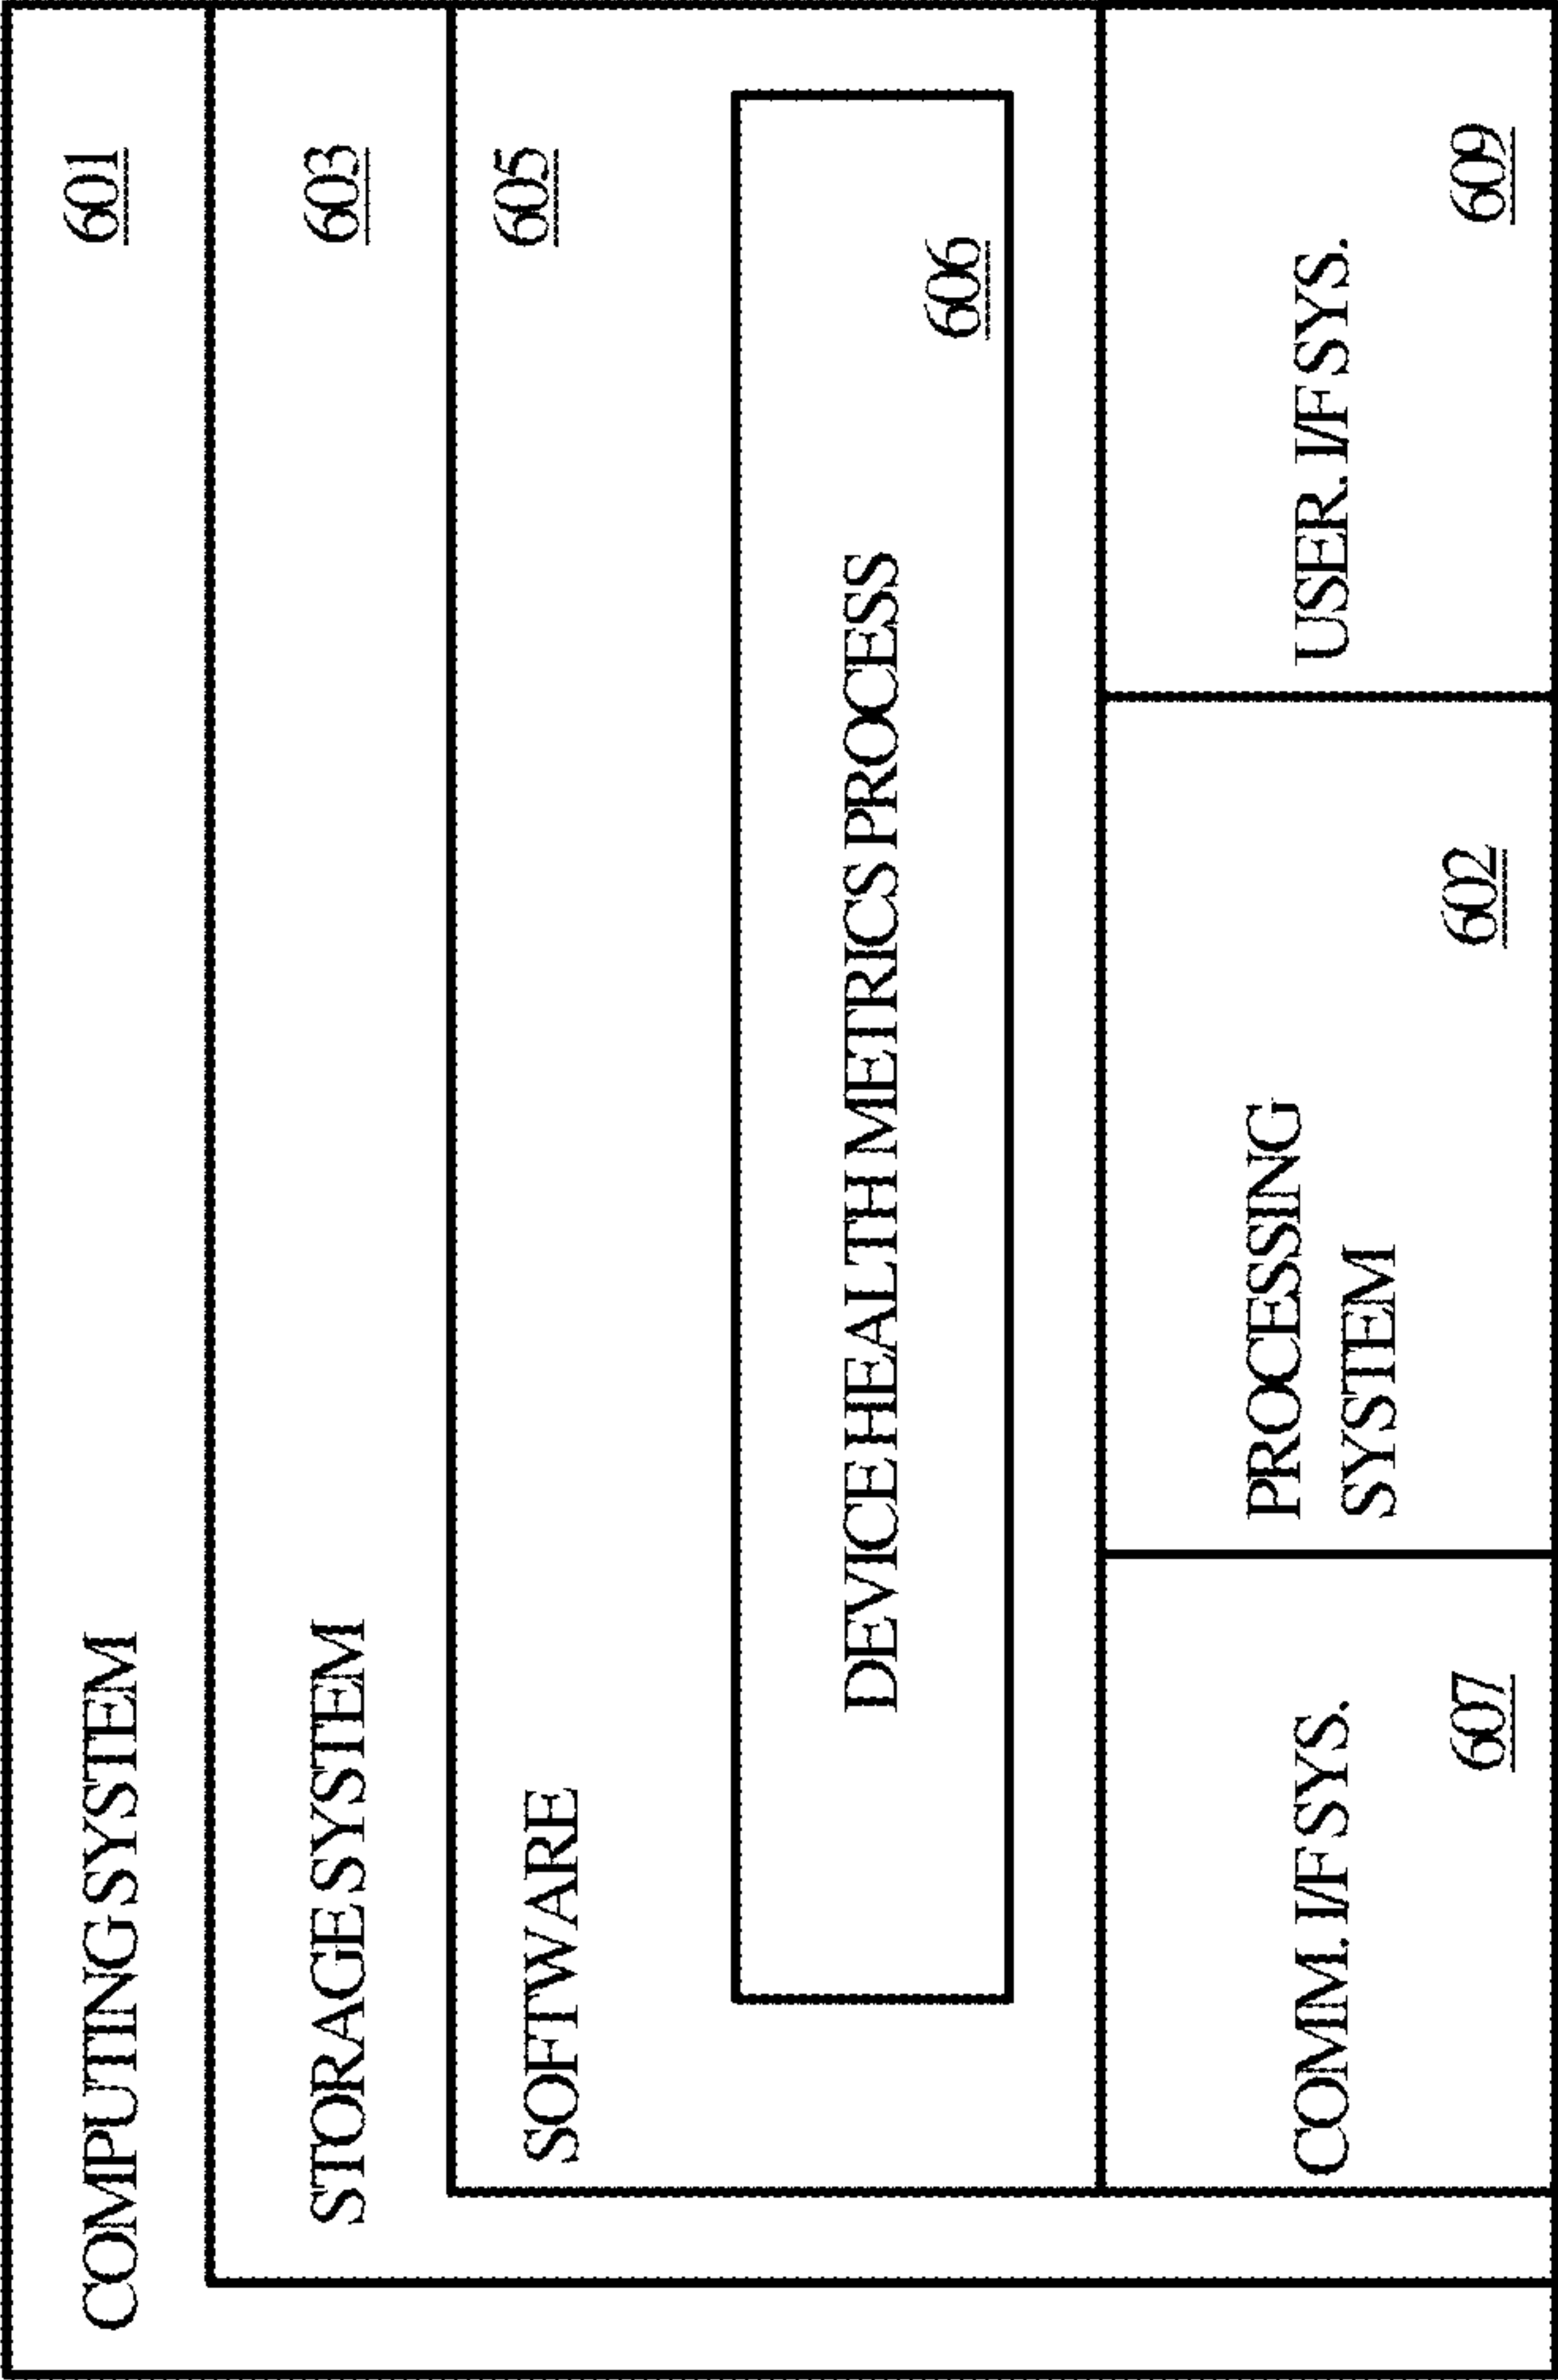 COMPUTING SYSTEM 601
STORAGE SYSTEM 603
SOFTWARE 605
DEVICE HEALTH METRICS PROCESS
606
COMM. I/F SYS.
607
PROCESSING
SYSTEM
602
USER. I/F SYS.
609